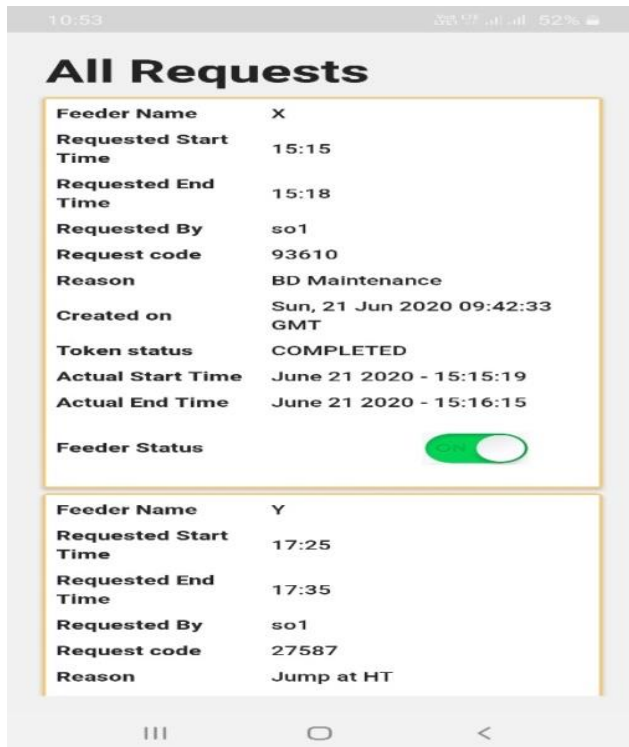 10:53
52%
All Requests
Feeder Name X
Requested Start
Time 15:15
Requested End
Time 15:18
Requested By so1
Request code 93610
Reason BD Maintenance
Created on Sun, 21 Jun 2020 09:42:33
GMT
Token status COMPLETED
Actual Start Time June 21 2020 - 15:15:19
Actual End Time June 21 2020 - 15:16:15
Feeder Status ON
Feeder Name Y
Requested Start
Time 17:25
Requested End
Time 17:35
Requested By so1
Request code 27587
Reason Jump at HT